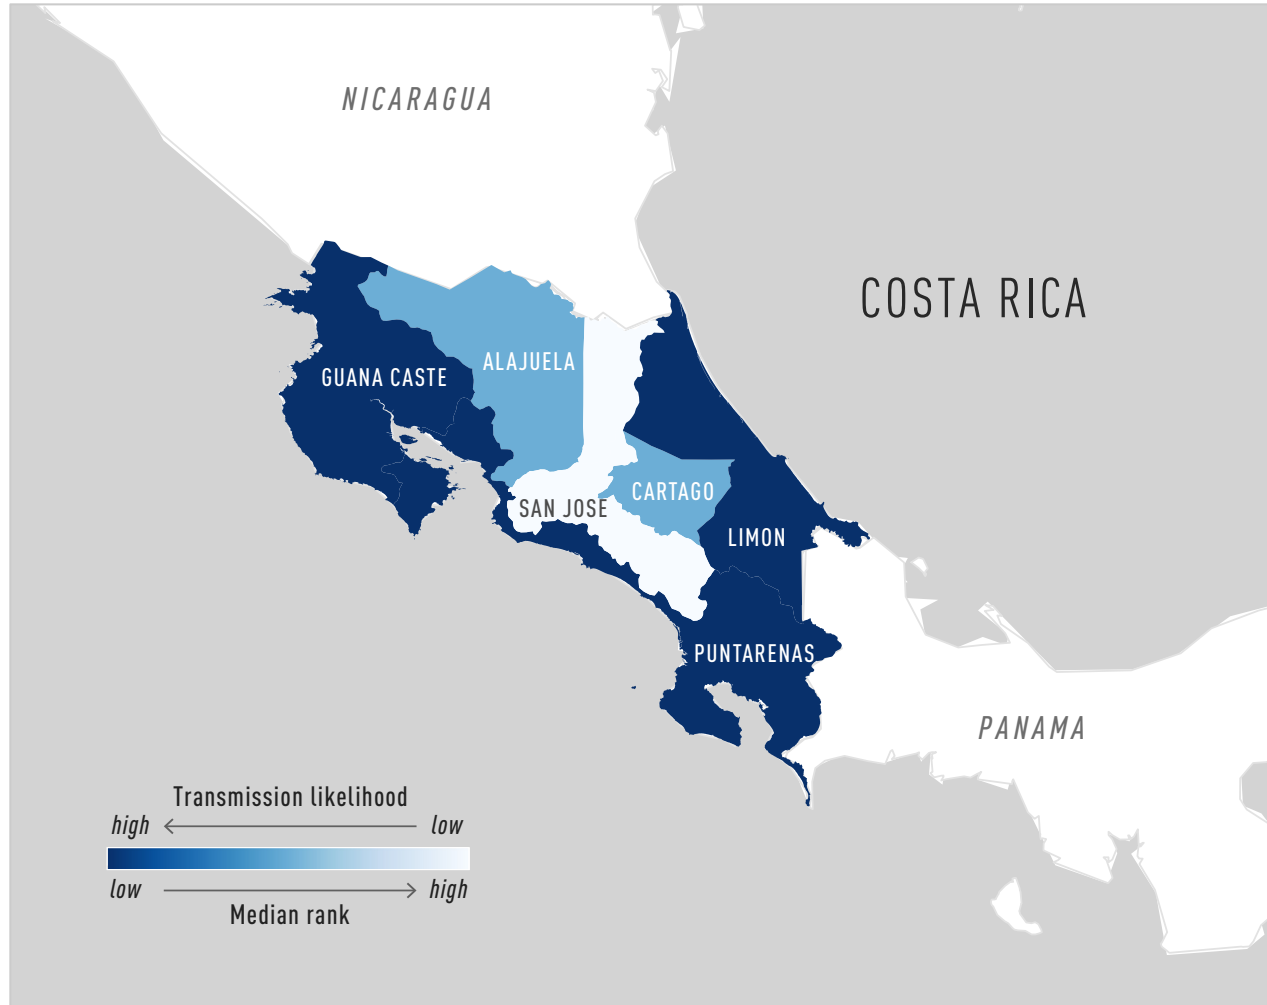 NICARAGUA
COSTA RICA
ALAJUELA
GUANA CASTE
CARTAGO
SAN JOSE
LIMON
PUNTARENAS
PANAMA
Transmission likelihood
high low
low high
Median rank